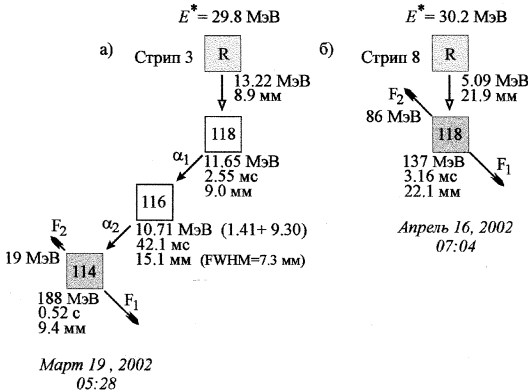 E* = 29.8 МэВ
а)
Стрип 3
R
13.22 МэВ
8.9 мм
118
α1
11.65 МэВ
2.55 мс
9.0 мм
116
α2
10.71 МэВ (1.41+ 9.30)
42.1 мс
15.1 мм (FWHM=7.3 мм)
F2
19 МэВ
114
F1
188 МэВ
0.52 с
9.4 мм
Март 19 , 2002
05:28
E* = 30.2 МэВ
б)
Стрип 8
R
5.09 МэВ
21.9 мм
F2
86 МэВ
118
F1
137 МэВ
3.16 мс
22.1 мм
Апрель 16, 2002
07:04